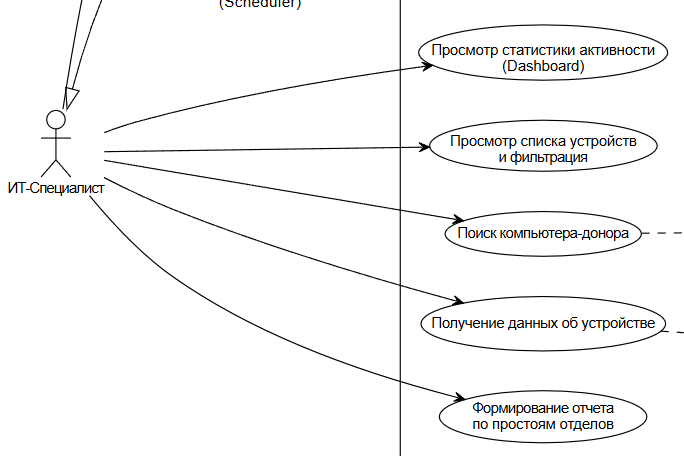 (Scheduler)
Просмотр статистики активности
(Dashboard)
Просмотр списка устройств
и фильтрация
ИТ-Специалист
Поиск компьютера-донора
Получение данных об устройстве
Формирование отчета
по простоям отделов